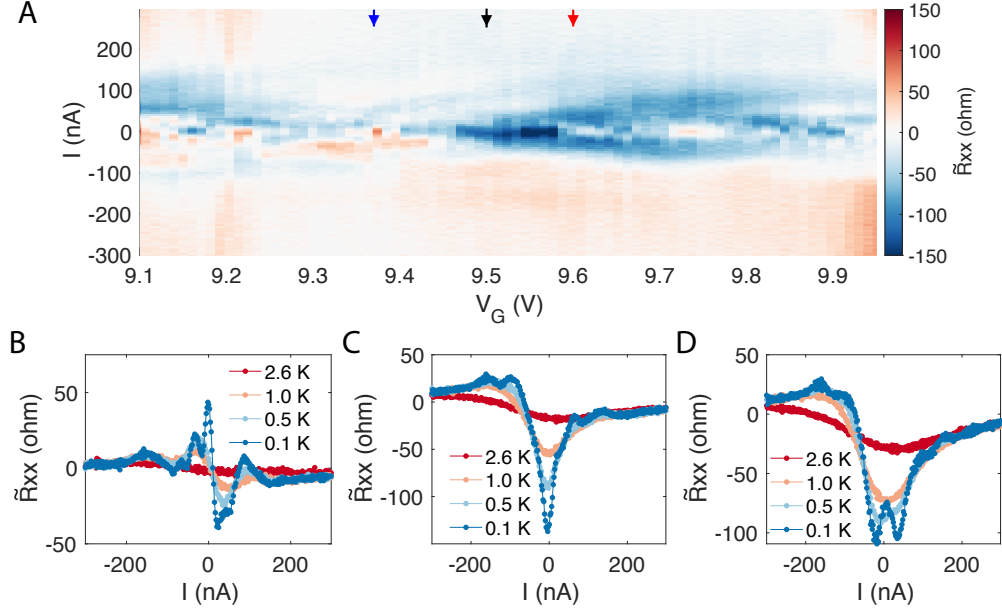 A
I (nA)
200
100
0
-100
-200
-300
9.1 9.2 9.3 9.4 9.5 9.6 9.7 9.8 9.9
V_G (V)
150
100
50
0
-50
-100
-150
R̃xx (ohm)
B
R̃xx (ohm)
50
0
-50
2.6 K
1.0 K
0.5 K
0.1 K
-200 0 200
I (nA)
C
R̃xx (ohm)
50
0
-50
-100
2.6 K
1.0 K
0.5 K
0.1 K
-200 0 200
I (nA)
D
R̃xx (ohm)
50
0
-50
-100
2.6 K
1.0 K
0.5 K
0.1 K
-200 0 200
I (nA)